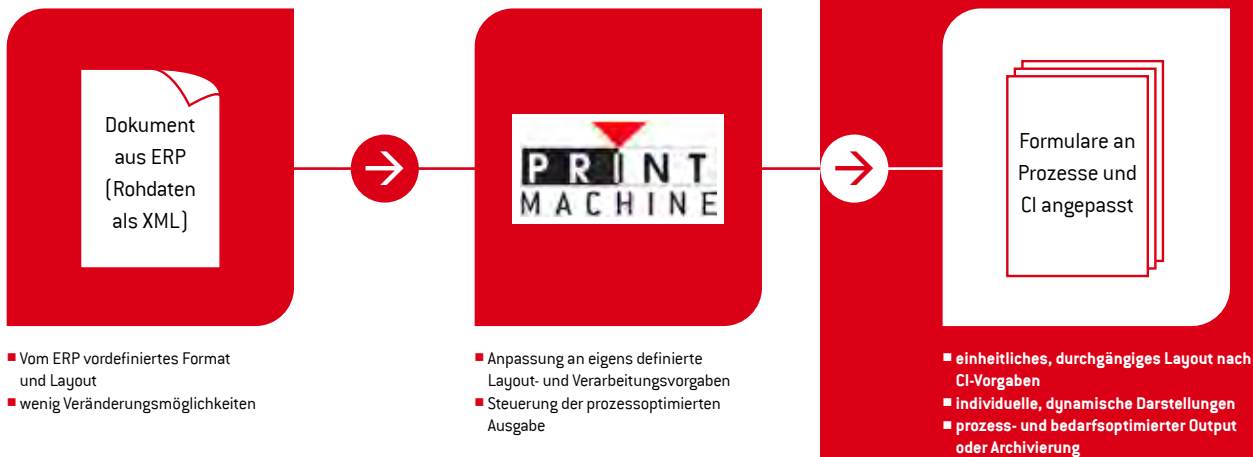 Dokument
aus ERP
(Rohdaten
als XML)
PRINT
MACHINE
Formulare an
Prozesse und
CI angepasst
Vom ERP vordefiniertes Format
und Layout
wenig Veränderungsmöglichkeiten
Anpassung an eigens definierte
Layout- und Verarbeitungsvorgaben
Steuerung der prozessoptimierten
Ausgabe
einheitliches, durchgängiges Layout nach
CI-Vorgaben
individuelle, dynamische Darstellungen
prozess- und bedarfsoptimierter Output
oder Archivierung